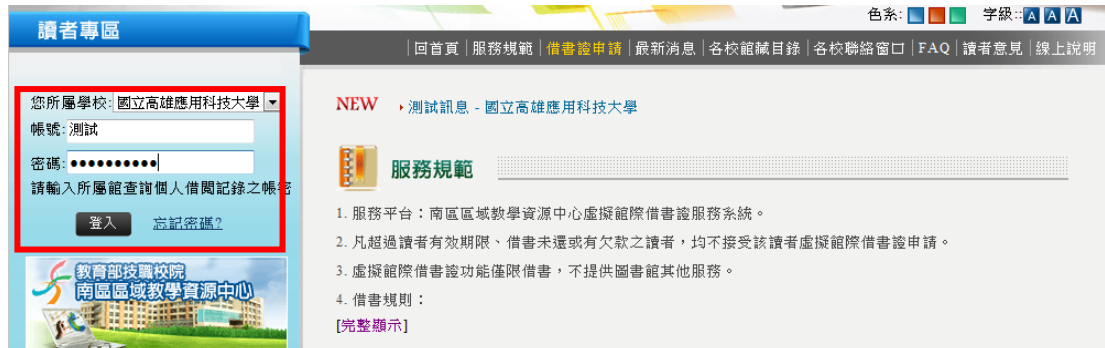 色系:
字級::A A A
讀者專區
|回首頁|服務規範|借書證申請|最新消息|各校館藏目錄|各校聯絡窗口|FAQ|讀者意見|線上說明
您所屬學校: 國立高雄應用科技大學
帳號: 測試
密碼: ●●●●●●●●●●
請輸入所屬館查詢個人借閱記錄之帳密
登入 忘記密碼?
教育部技職校院
南區區域教學資源中心
NEW 測試訊息 - 國立高雄應用科技大學
服務規範
1. 服務平台：南區區域教學資源中心虛擬館際借書證服務系統。
2. 凡超過讀者有效期限、借書未還或有欠款之讀者，均不接受該讀者虛擬館際借書證申請。
3. 虛擬館際借書證功能僅限借書，不提供圖書館其他服務。
4. 借書規則：
[完整顯示]